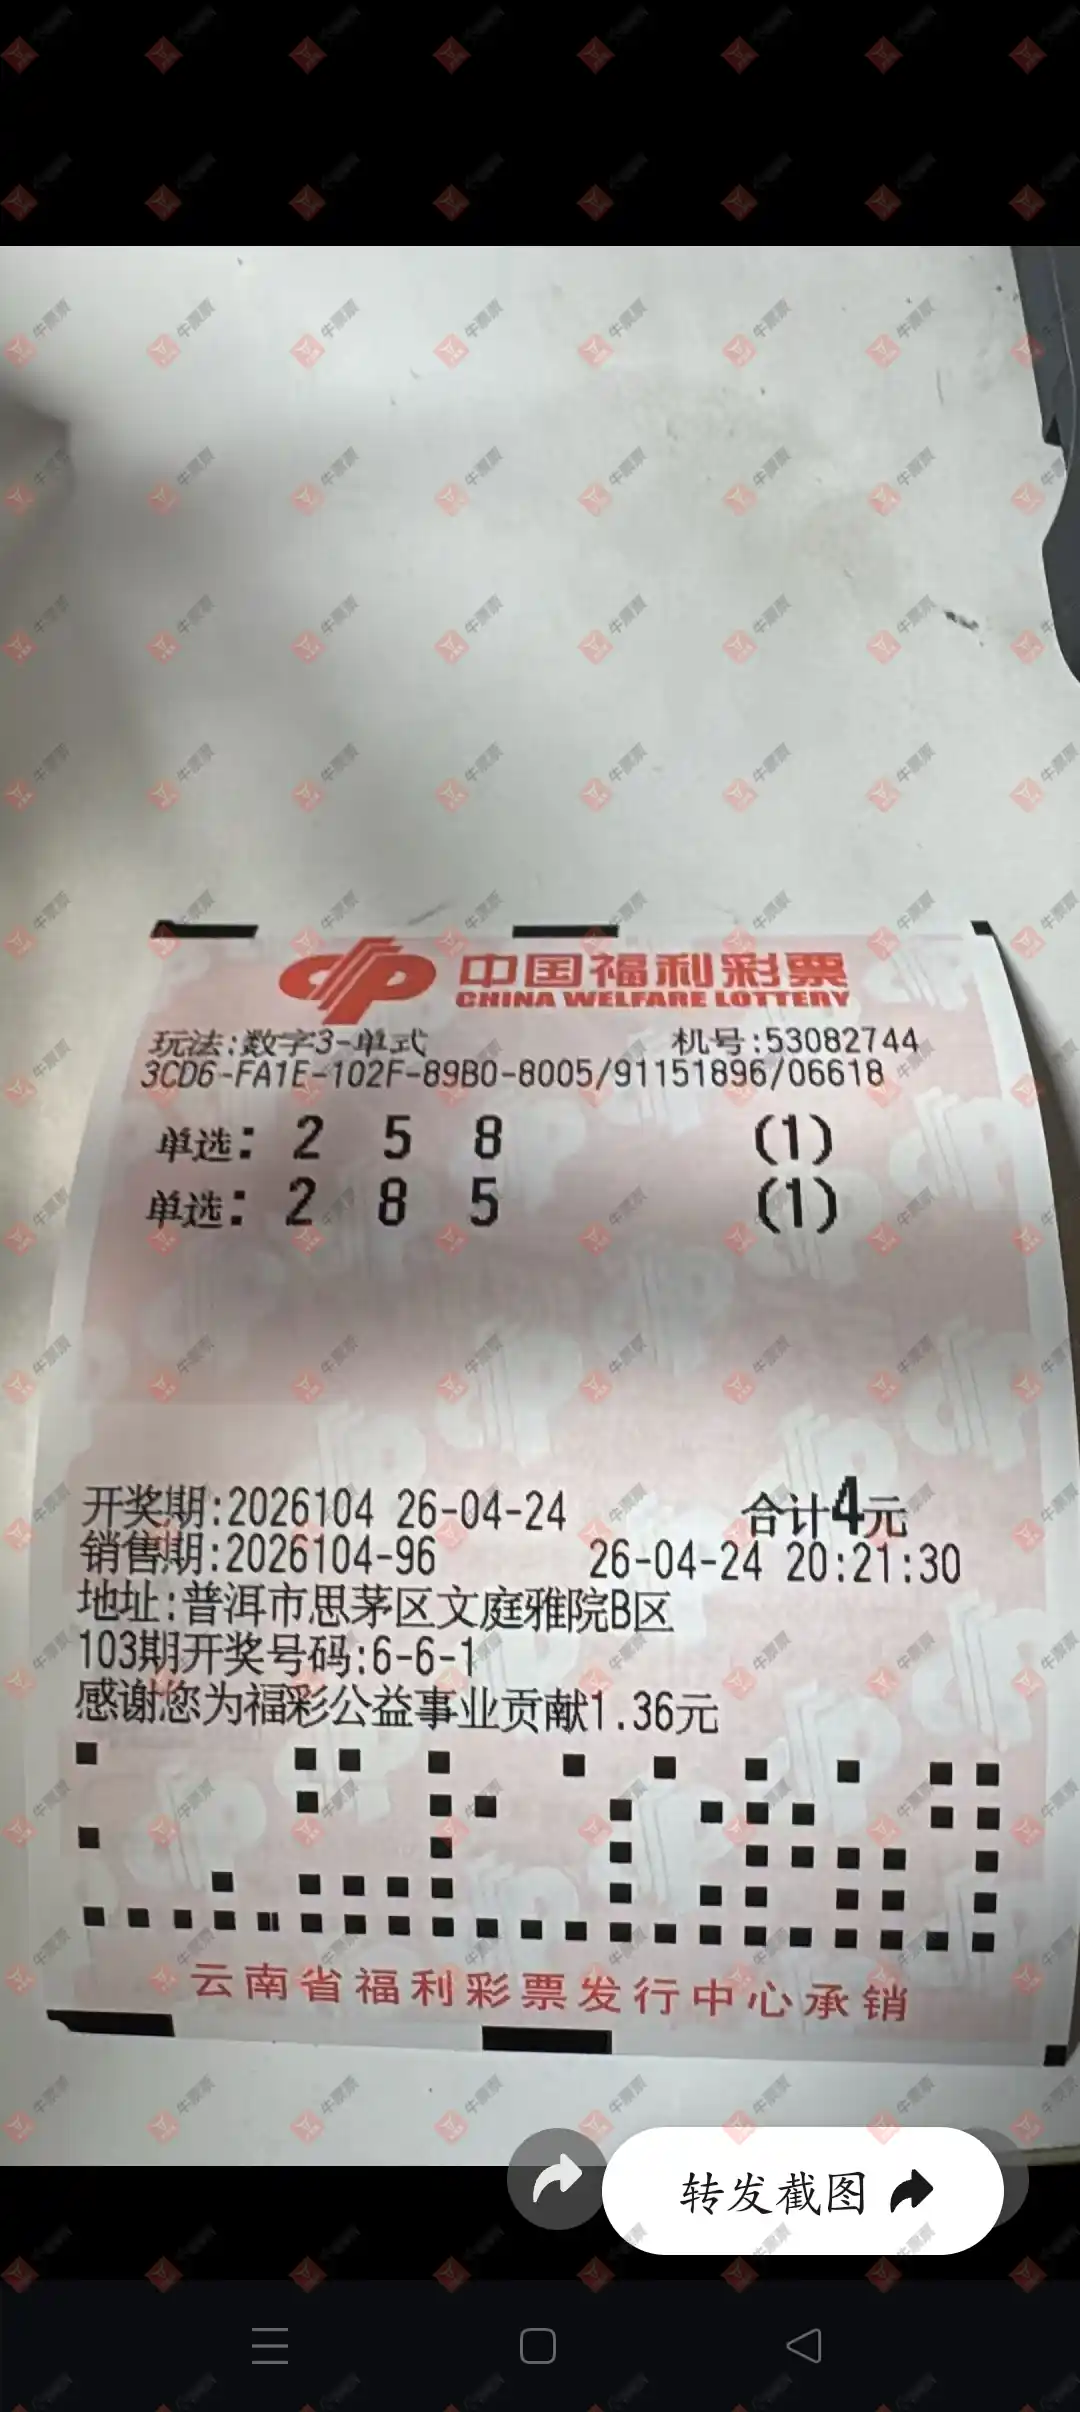 中国福利彩票
CHINA WELFARE LOTTERY
玩法:数字3-单式 机号:53082744
3CD6-FA1E-102F-89B0-8005/91151896/06618
单选: 2 5 8 (1)
单选: 2 8 5 (1)
开奖期:2026104 26-04-24 合计4元
销售期:2026104-96 26-04-24 20:21:30
地址:普洱市思茅区文庭雅院B区
103期开奖号码:6-6-1
感谢您为福彩公益事业贡献1.36元
云南省福利彩票发行中心承销
转发截图
牛票票